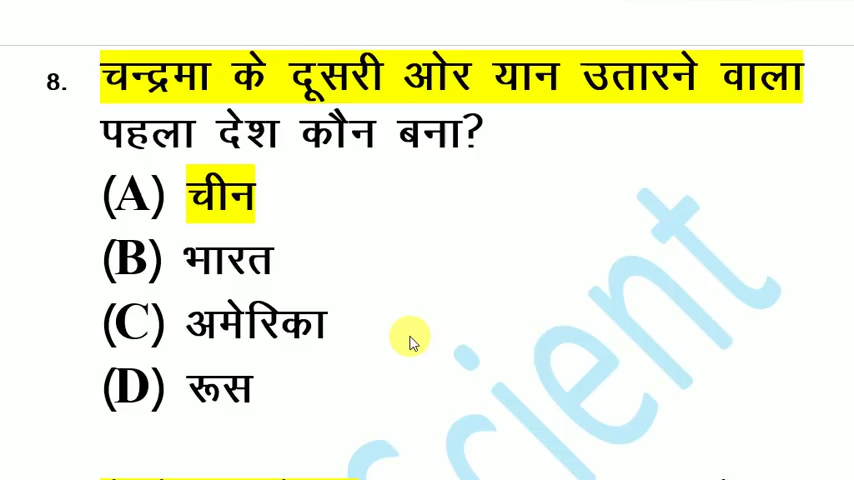 8. चन्द्रमा के दूसरी ओर यान उतारने वाला
पहला देश कौन बना?
(A) चीन
(B) भारत
(C) अमेरिका
(D) रूस